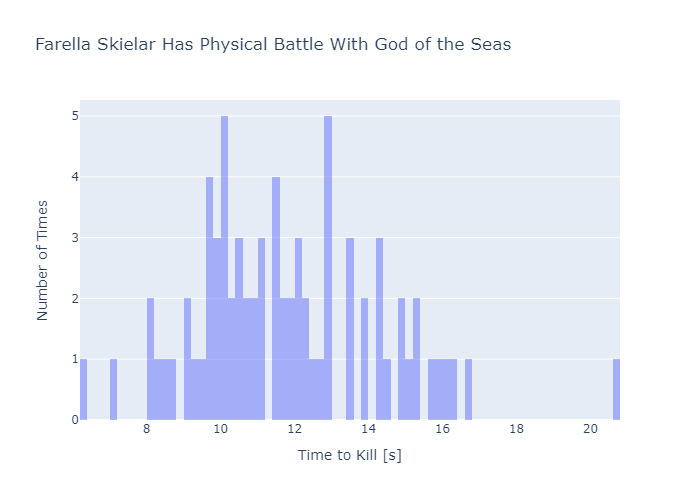 Farella Skielar Has Physical Battle With God of the Seas
5
4
3
2
1
0
Number of Times
8 10 12 14 16 18 20
Time to Kill [s]